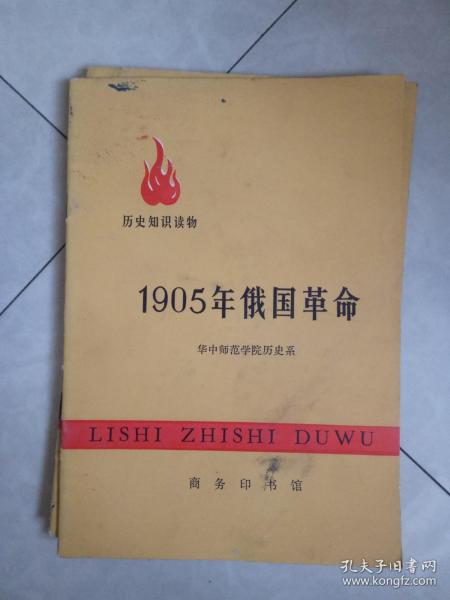 历史知识读物
1905年俄国革命
华中师范学院历史系
LISHI ZHISHI DUWU
商务印书馆
孔夫子旧书网
www.kongfz.com